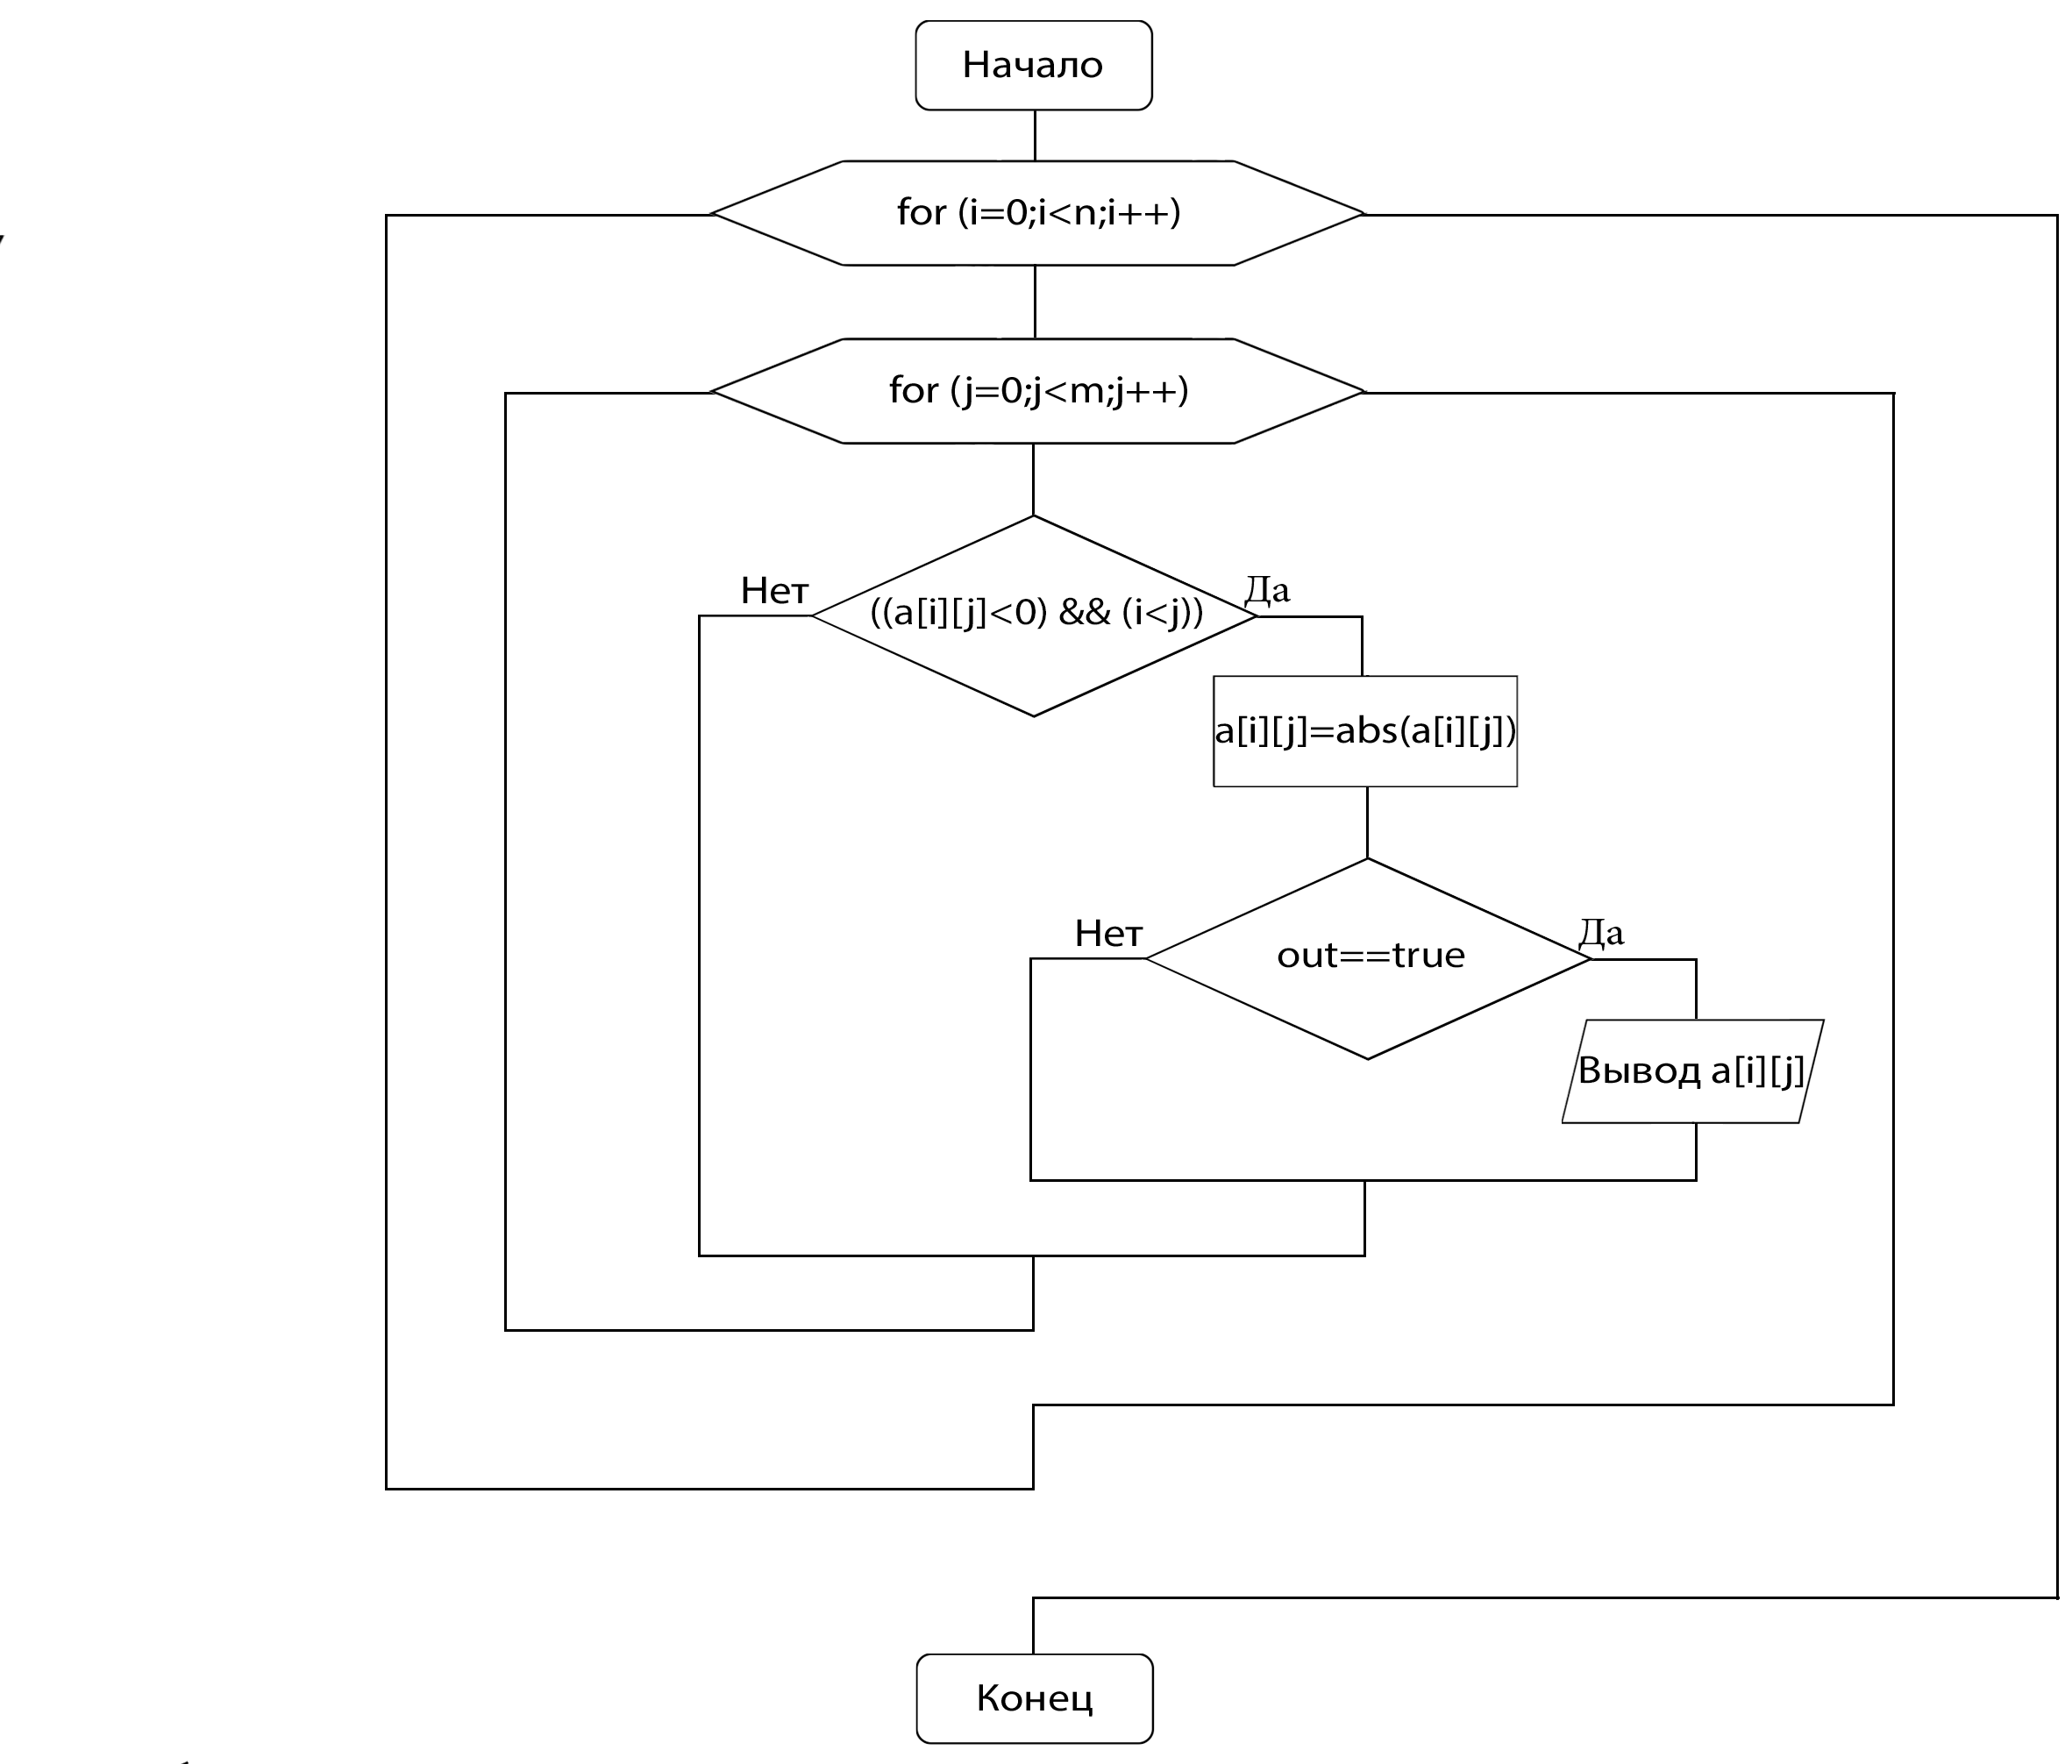 Начало
for (i=0;i<n;i++)
for (j=0;j<m;j++)
Нет
Да
((a[i][j]<0) && (i<j))
a[i][j]=abs(a[i][j])
Нет
Да
out==true
Вывод a[i][j]
Конец